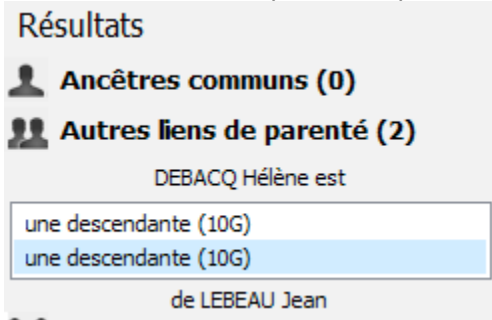 Résultats
Ancêtres communs (0)
Autres liens de parenté (2)
DEBACQ Hélène est
une descendante (10G)
une descendante (10G)
de LEBEAU Jean